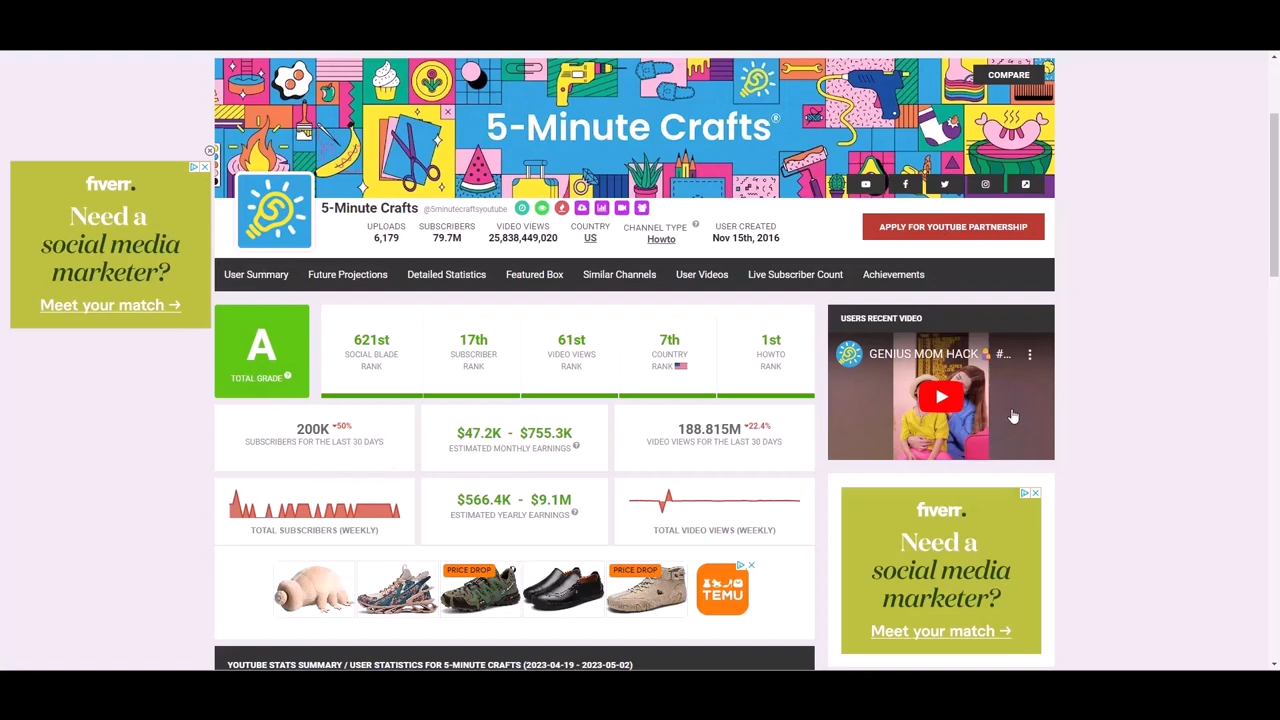 COMPARE
5-Minute Crafts®
5-Minute Crafts @5minutecraftsyoutube
UPLOADS
6,179
SUBSCRIBERS
79.7M
VIDEO VIEWS
25,838,449,020
COUNTRY
US
CHANNEL TYPE ?
Howto
USER CREATED
Nov 15th, 2016
APPLY FOR YOUTUBE PARTNERSHIP
User Summary Future Projections Detailed Statistics Featured Box Similar Channels User Videos Live Subscriber Count Achievements
fiverr.
Need a
social media
marketer?
Meet your match →
A
TOTAL GRADE ?
621st
SOCIAL BLADE
RANK
17th
SUBSCRIBER
RANK
61st
VIDEO VIEWS
RANK
7th
COUNTRY
RANK
1st
HOWTO
RANK
USERS RECENT VIDEO
GENIUS MOM HACK #...
200K -50%
SUBSCRIBERS FOR THE LAST 30 DAYS
$47.2K - $755.3K
ESTIMATED MONTHLY EARNINGS ?
188.815M -22.4%
VIDEO VIEWS FOR THE LAST 30 DAYS
TOTAL SUBSCRIBERS (WEEKLY)
$566.4K - $9.1M
ESTIMATED YEARLY EARNINGS ?
TOTAL VIDEO VIEWS (WEEKLY)
PRICE DROP
PRICE DROP
TEMU
fiverr.
Need a
social media
marketer?
Meet your match →
YOUTUBE STATS SUMMARY / USER STATISTICS FOR 5-MINUTE CRAFTS (2023-04-19 - 2023-05-02)